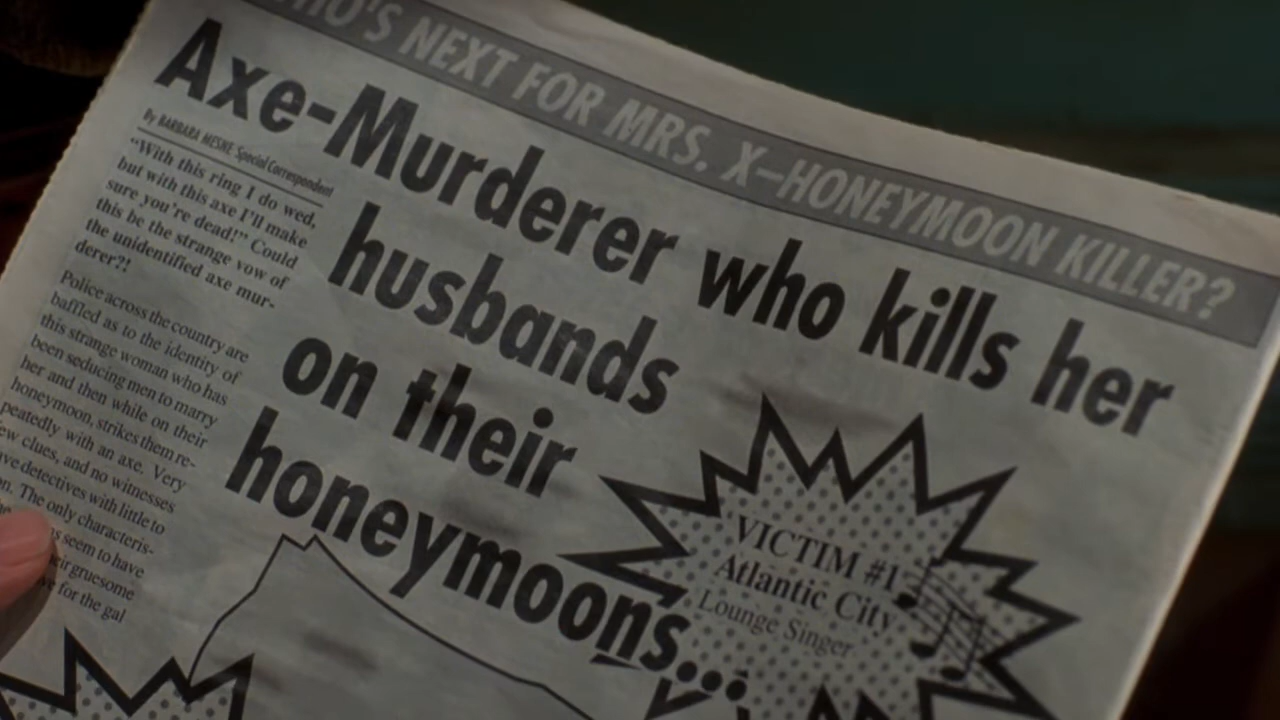 WHO'S NEXT FOR MRS. X–HONEYMOON KILLER?
Axe-Murderer who kills her
husbands
on their
honeymoons...
By BARBARA MESNE Special Correspondent
"With this ring I do wed,
but with this axe I'll make
sure you're dead!" Could
this be the strange vow of
the unidentified axe mur-
derer?!
Police across the country are
baffled as to the identity of
this strange woman who has
been seducing men to marry
her and then while on their
honeymoon, strikes them re-
peatedly with an axe. Very
few clues, and no witnesses
have detectives with little to
on. The only characteris-
seem to have
their gruesome
for the gal
VICTIM #1
Atlantic City
Lounge Singer